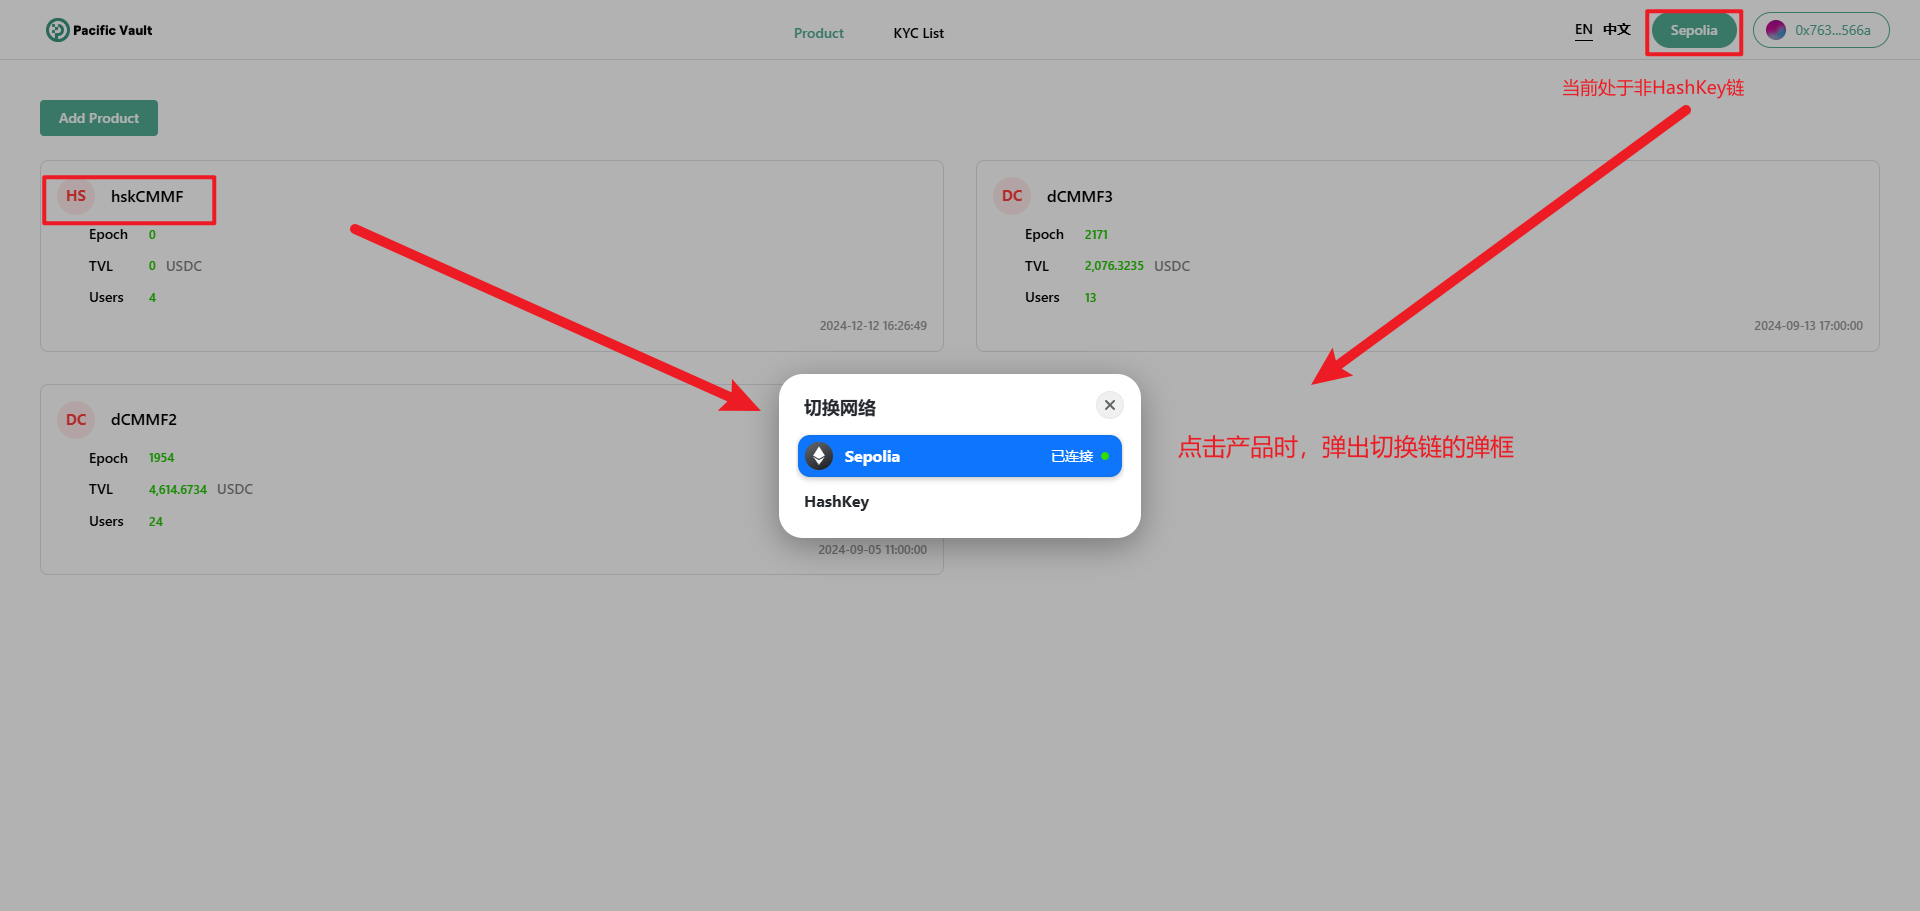 Pacific Vault
Product
KYC List
EN 中文
Sepolia
0x763...566a
当前处于非HashKey链
Add Product
HS hskCMMF
Epoch 0
TVL 0 USDC
Users 4
2024-12-12 16:26:49
DC dCMMF3
Epoch 2171
TVL 2,076.3235 USDC
Users 13
2024-09-13 17:00:00
DC dCMMF2
Epoch 1954
TVL 4,614.6734 USDC
Users 24
2024-09-05 11:00:00
切换网络
Sepolia 已连接
HashKey
点击产品时，弹出切换链的弹框